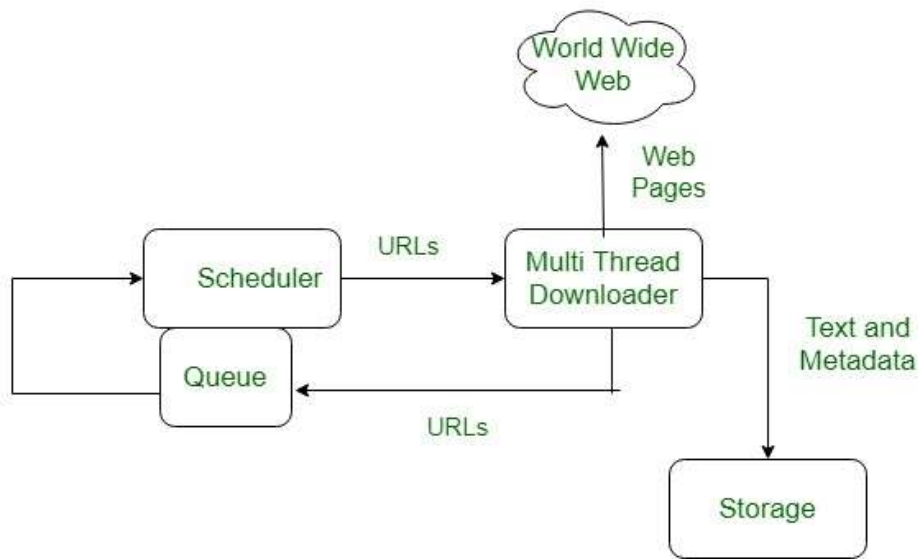 World Wide
Web
Web
Pages
URLs
Scheduler
Multi Thread
Downloader
Text and
Metadata
Queue
URLs
Storage